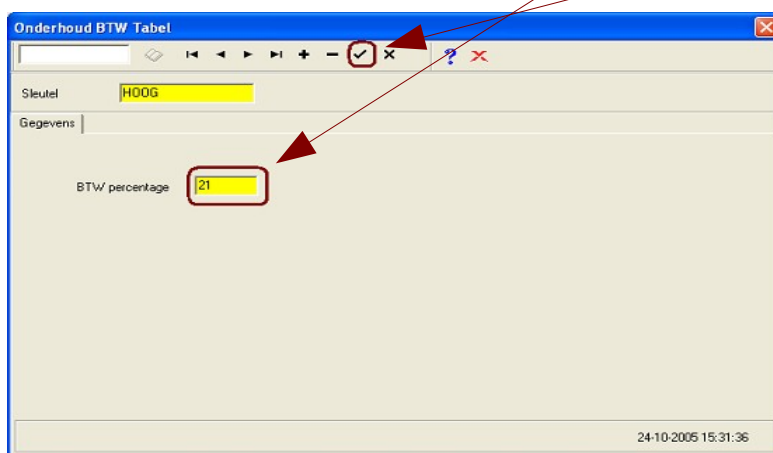 Onderhoud BTW Tabel
Sleutel HOOG
Gegevens
BTW percentage 21
24-10-2005 15:31:36